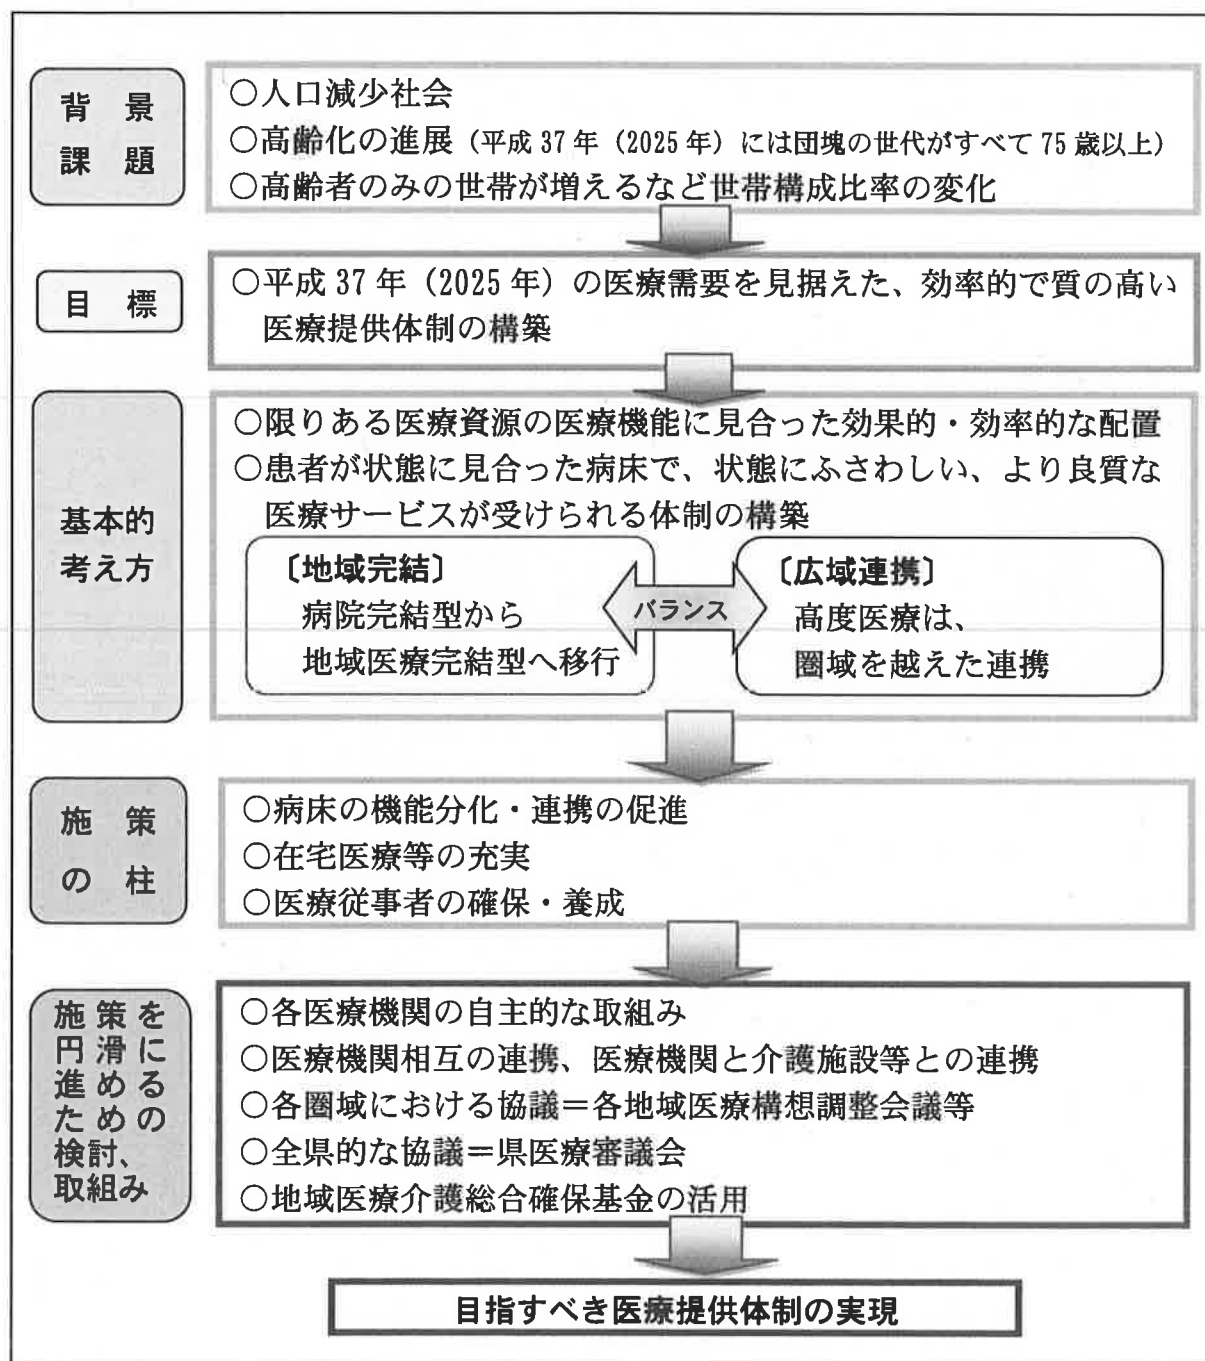 背景
課題
○人口減少社会
○高齢化の進展（平成37年（2025年）には団塊の世代がすべて75歳以上）
○高齢者のみの世帯が増えるなど世帯構成比率の変化
目標
○平成37年（2025年）の医療需要を見据えた、効率的で質の高い
医療提供体制の構築
基本的
考え方
○限りある医療資源の医療機能に見合った効果的・効率的な配置
○患者が状態に見合った病床で、状態にふさわしい、より良質な
医療サービスが受けられる体制の構築
〔地域完結〕
病院完結型から
地域医療完結型へ移行
バランス
〔広域連携〕
高度医療は、
圏域を越えた連携
施策
の柱
○病床の機能分化・連携の促進
○在宅医療等の充実
○医療従事者の確保・養成
施策を
円滑に
進める
ための
検討、
取組み
○各医療機関の自主的な取組み
○医療機関相互の連携、医療機関と介護施設等との連携
○各圏域における協議＝各地域医療構想調整会議等
○全県的な協議＝県医療審議会
○地域医療介護総合確保基金の活用
目指すべき医療提供体制の実現